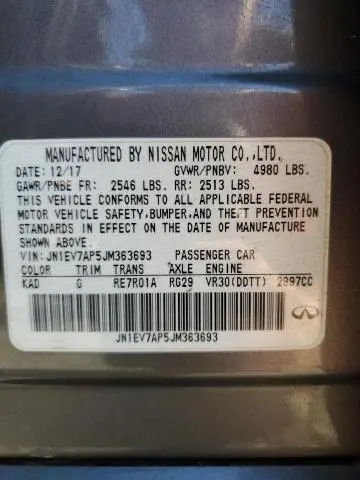 MANUFACTURED BY NISSAN MOTOR CO.,LTD.
DATE: 12/17 GVWR/PNBV: 4980 LBS.
GAWR/PNBE FR: 2546 LBS. RR: 2513 LBS.
THIS VEHICLE CONFORMS TO ALL APPLICABLE FEDERAL
MOTOR VEHICLE SAFETY,BUMPER,AND THEFT PREVENTION
STANDARDS IN EFFECT ON THE DATE OF MANUFACTURE
SHOWN ABOVE.
VIN: JN1EV7AP5JM363693 PASSENGER CAR
COLOR TRIM TRANS AXLE ENGINE
KAD G RE7R01A RG29 VR30(DDTT) 2997CC
JN1EV7AP5JM363693